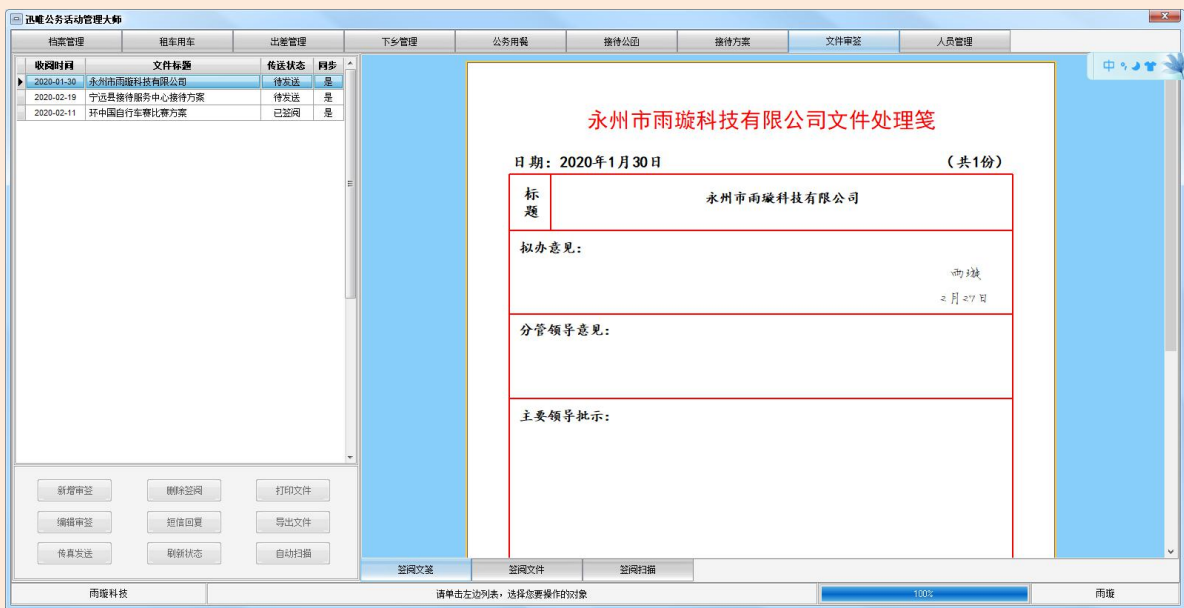 迅唯公务活动管理大师
档案管理 租车用车 出差管理 下乡管理 公务用餐 接待公函 接待方案 文件审签 人员管理
收阅时间 文件标题 传送状态 同步
2020-01-30 永州市雨璇科技有限公司 待发送 是
2020-02-19 宁远县接待服务中心接待方案 待发送 是
2020-02-11 环中国自行车赛比赛方案 已签阅 是
中
永州市雨璇科技有限公司文件处理笺
日期：2020年1月30日 （共1份）
标题 永州市雨璇科技有限公司
拟办意见：
雨璇
2月27日
分管领导意见：
主要领导批示：
新增审签 删除签阅 打印文件
编辑审签 短信回复 导出文件
传真发送 刷新状态 自动扫描
签阅文笺 签阅文件 签阅扫描
雨璇科技 请单击左边列表，选择您要操作的对象 100% 雨璇